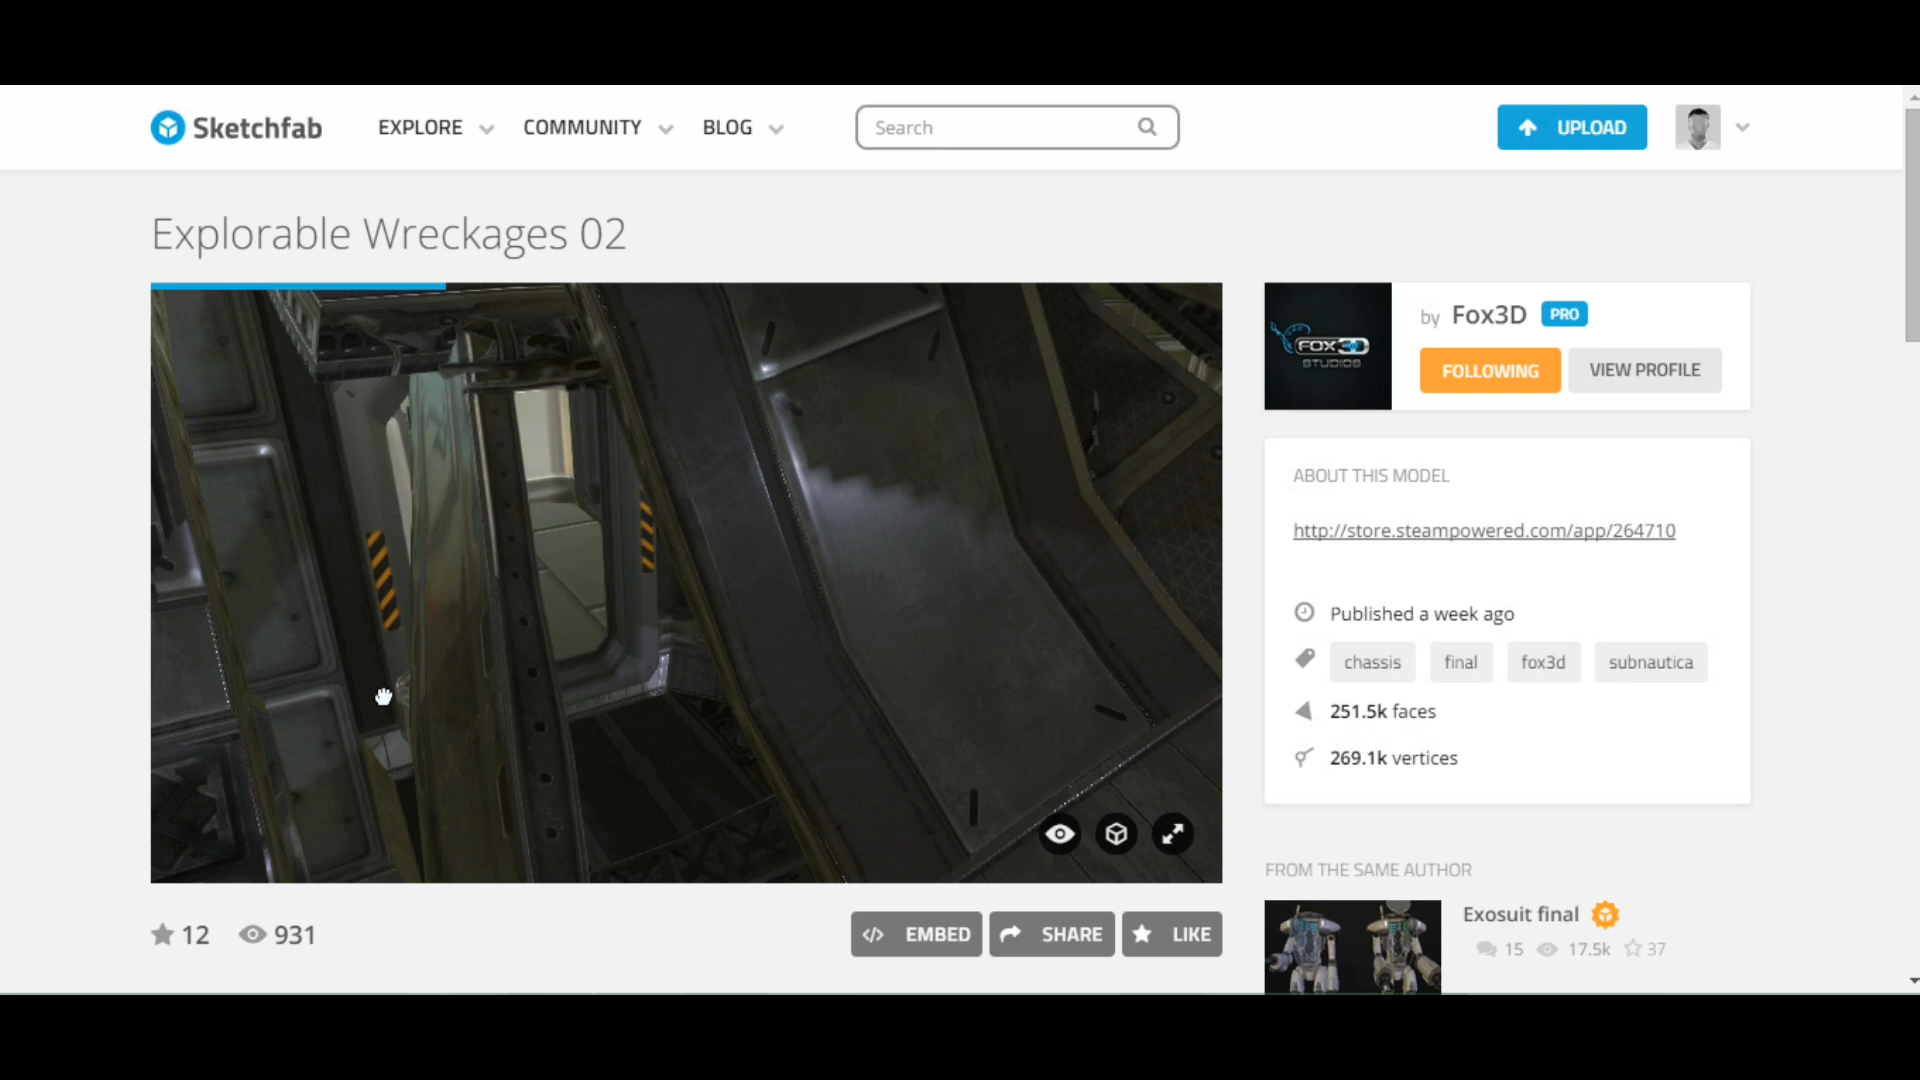 Sketchfab
EXPLORE
COMMUNITY
BLOG
Search
UPLOAD
Explorable Wreckages 02
FOX3D
STUDIOS
by Fox3D PRO
FOLLOWING
VIEW PROFILE
ABOUT THIS MODEL
http://store.steampowered.com/app/264710
Published a week ago
chassis
final
fox3d
subnautica
251.5k faces
269.1k vertices
12
931
EMBED
SHARE
LIKE
FROM THE SAME AUTHOR
Exosuit final
15
17.5k
37